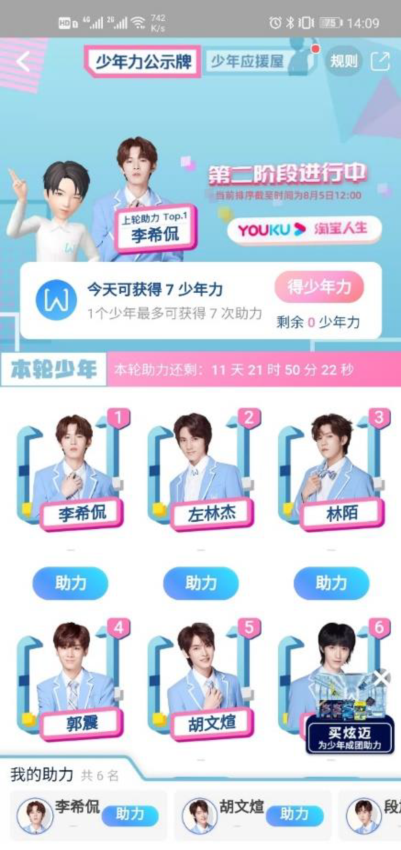 HD 4G 2G 742 K/s 75 14:09
少年力公示牌 少年应援屋 规则
第二阶段进行中
当前排序截至时间为8月5日12:00
上轮助力 Top.1
李希侃
YOUKU 淘宝人生
今天可获得 7 少年力
1个少年最多可获得 7 次助力
得少年力
剩余 0 少年力
本轮少年 本轮助力还剩：11 天 21 时 50 分 22 秒
1 2 3
李希侃 左林杰 林陌
助力 助力 助力
4 5 6
郭震 胡文煊
买炫迈
为少年成团助力
我的助力 共 6 名
李希侃 助力 胡文煊 助力